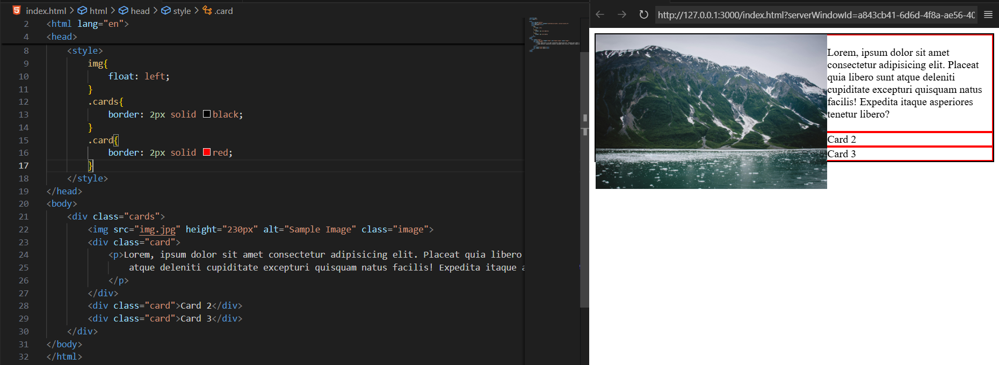 index.html > html > head > style > .card
2 <html lang="en">
4 <head>
8 <style>
9 img{
10 float: left;
11 }
12 .cards{
13 border: 2px solid black;
14 }
15 .card{
16 border: 2px solid red;
17 }
18 </style>
19 </head>
20 <body>
21 <div class="cards">
22 <img src="img.jpg" height="230px" alt="Sample Image" class="image">
23 <div class="card">
24 <p>Lorem, ipsum dolor sit amet consectetur adipisicing elit. Placeat quia libero
25 atque deleniti cupiditate excepturi quisquam natus facilis! Expedita itaque a
26 </p>
27 </div>
28 <div class="card">Card 2</div>
29 <div class="card">Card 3</div>
30 </div>
31 </body>
32 </html>
http://127.0.0.1:3000/index.html?serverWindowId=a843cb41-6d6d-4f8a-ae56-40
Lorem, ipsum dolor sit amet
consectetur adipisicing elit. Placeat
quia libero sunt atque deleniti
cupiditate excepturi quisquam natus
facilis! Expedita itaque asperiores
tenetur libero?
Card 2
Card 3